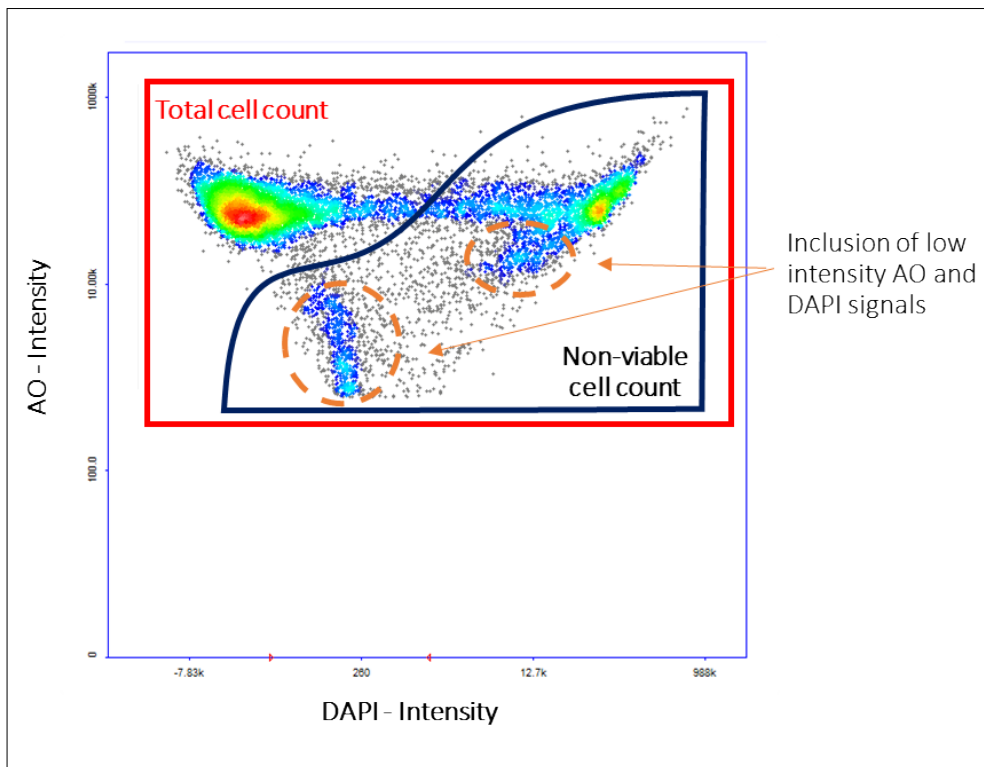 Total cell count
1000k
Inclusion of low
intensity AO and
DAPI signals
10.00k
Non-viable
cell count
AO - Intensity
100.0
0
-7.83k
260
12.7k
988k
DAPI - Intensity